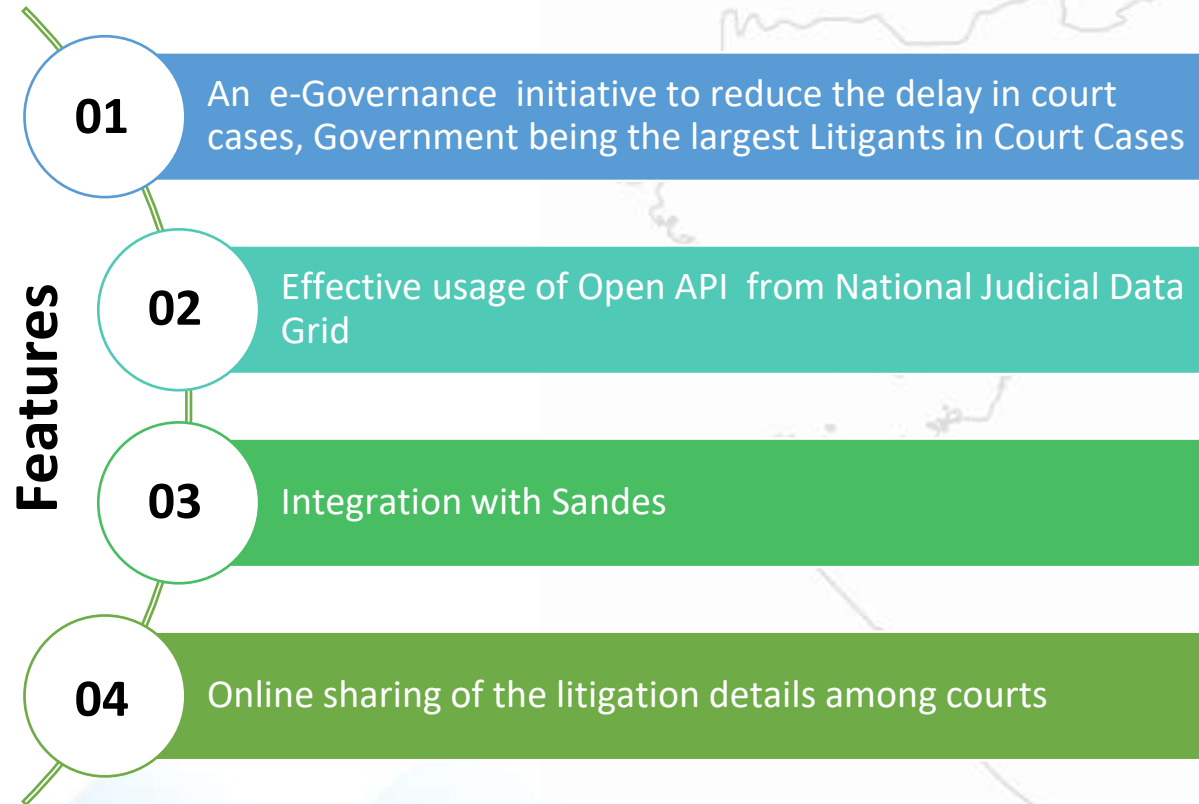 Features
01
An e-Governance initiative to reduce the delay in court
cases, Government being the largest Litigants in Court Cases
02
Effective usage of Open API from National Judicial Data
Grid
03
Integration with Sandes
04
Online sharing of the litigation details among courts